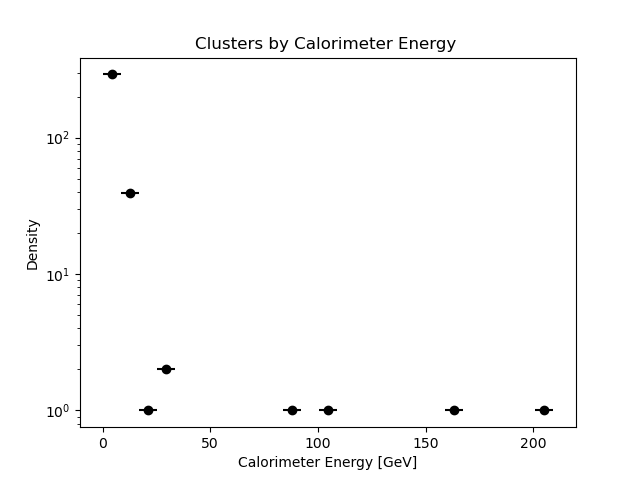 Clusters by Calorimeter Energy
Density
10²
10¹
10⁰
0 50 100 150 200
Calorimeter Energy [GeV]